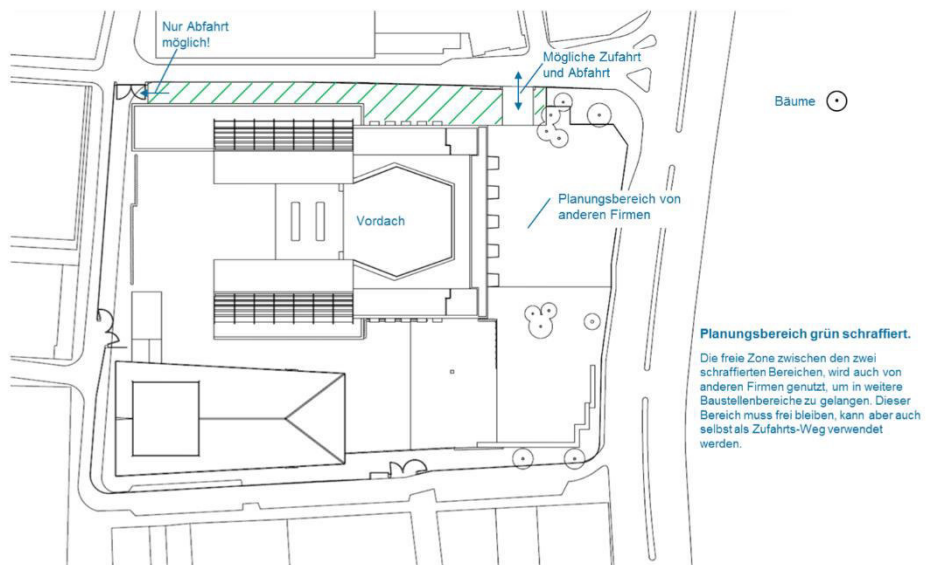 Nur Abfahrt
möglich!
Mögliche Zufahrt
und Abfahrt
Bäume
Planungsbereich von
anderen Firmen
Vordach
Planungsbereich grün schraffiert.
Die freie Zone zwischen den zwei
schraffierten Bereichen, wird auch von
anderen Firmen genutzt, um in weitere
Baustellenbereiche zu gelangen. Dieser
Bereich muss frei bleiben, kann aber auch
selbst als Zufahrts-Weg verwendet
werden.